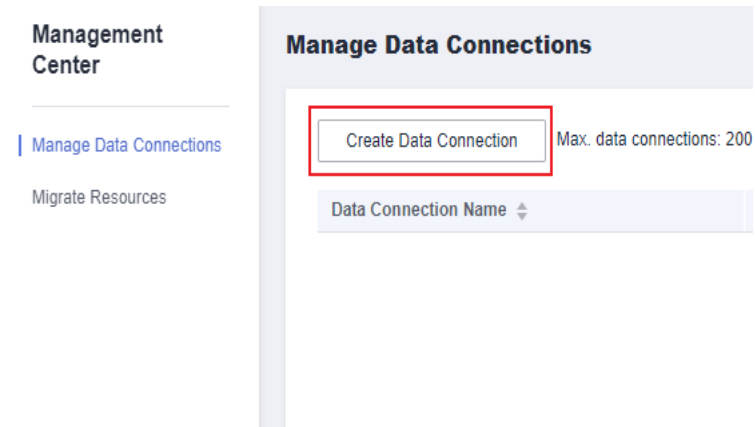 Management
Center
Manage Data Connections
Migrate Resources
Manage Data Connections
Create Data Connection
Max. data connections: 200
Data Connection Name